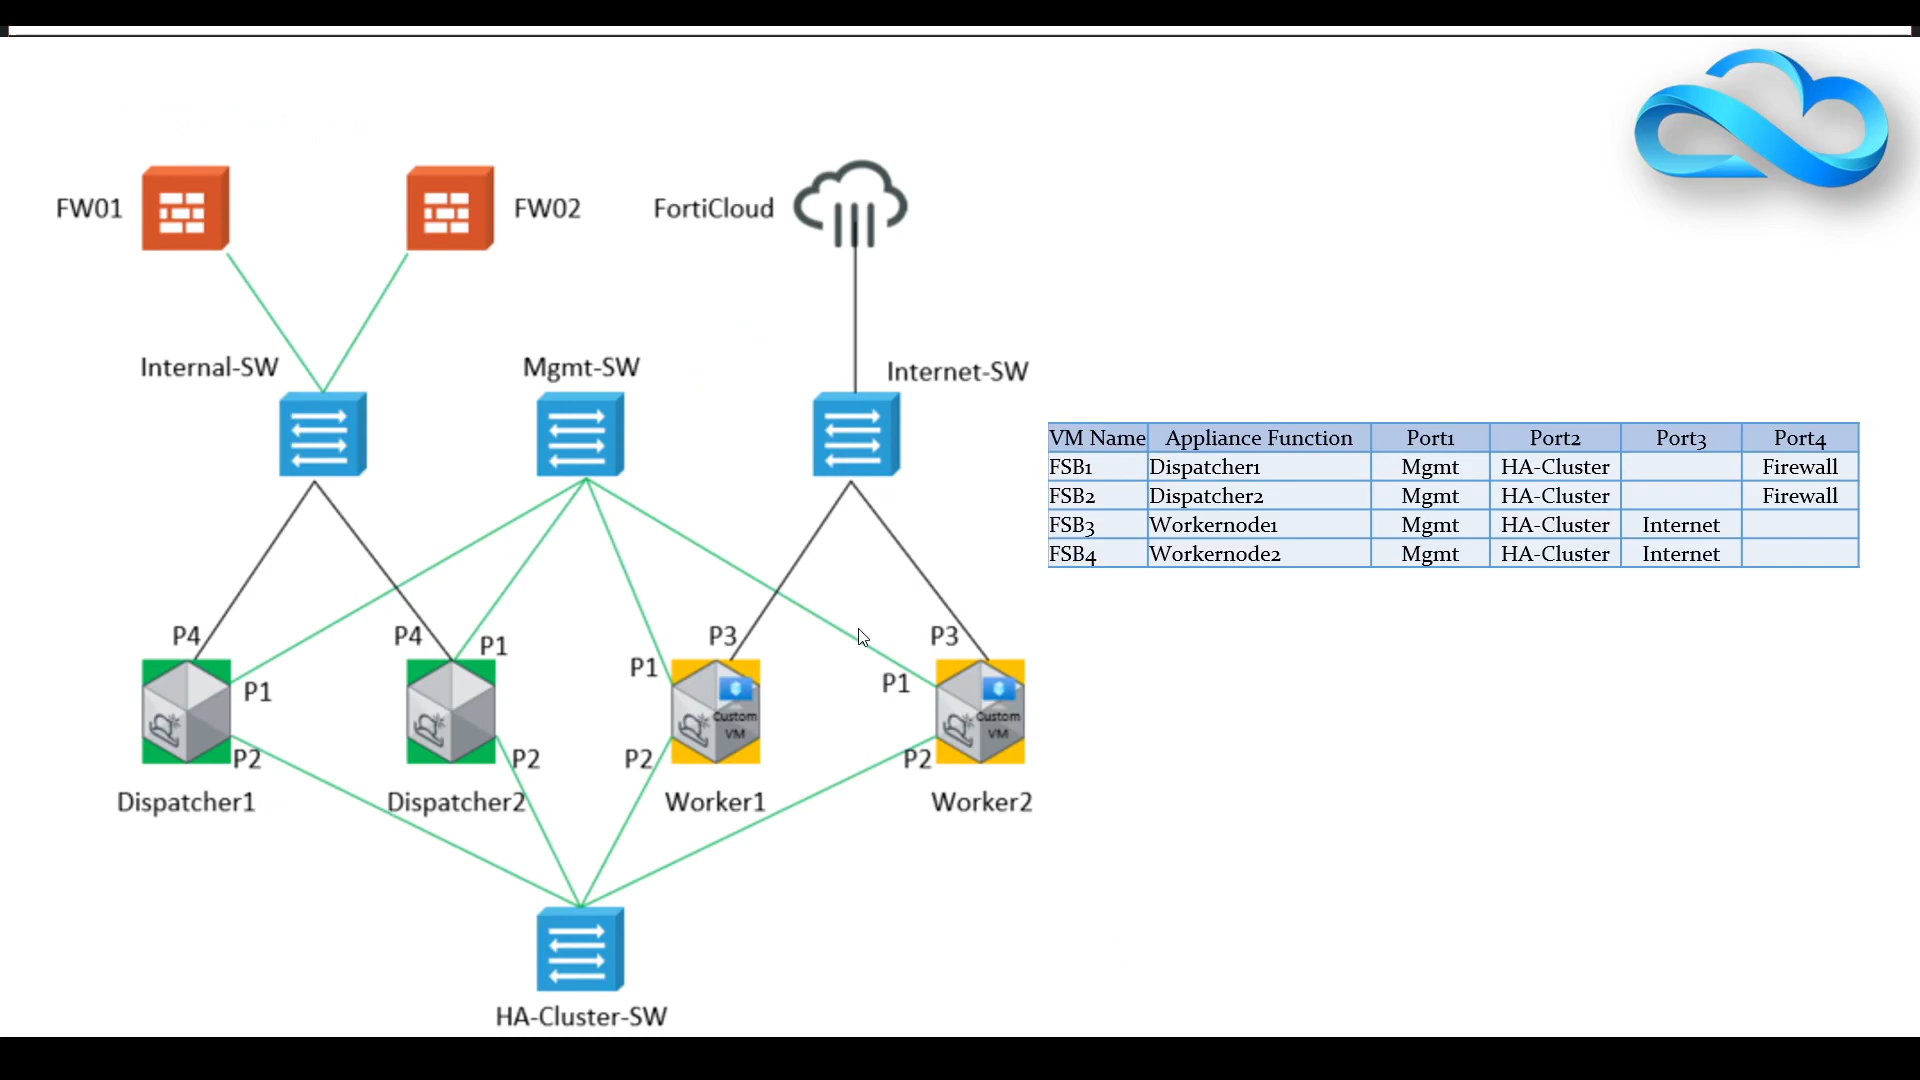 FW01
FW02
FortiCloud
Internal-SW
Mgmt-SW
Internet-SW
VM Name Appliance Function Port1 Port2 Port3 Port4
FSB1 Dispatcher1 Mgmt HA-Cluster Firewall
FSB2 Dispatcher2 Mgmt HA-Cluster Firewall
FSB3 Workernode1 Mgmt HA-Cluster Internet
FSB4 Workernode2 Mgmt HA-Cluster Internet
P4
P4
P1
P3
P3
P1
P1
P1
Custom
VM
Custom
VM
P2
P2
P2
P2
Dispatcher1
Dispatcher2
Worker1
Worker2
HA-Cluster-SW